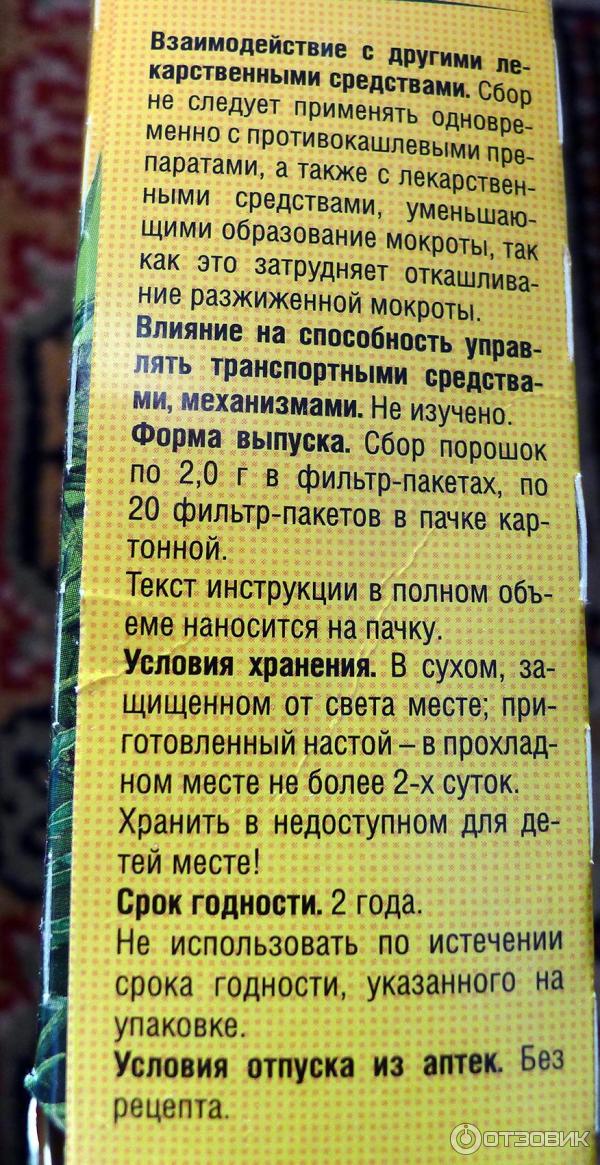 Взаимодействие с другими ле-
карственными средствами. Сбор
не следует применять одновре-
менно с противокашлевыми пре-
паратами, а также с лекарствен-
ными средствами, уменьшаю-
щими образование мокроты, так
как это затрудняет откашлива-
ние разжиженной мокроты.
Влияние на способность управ-
лять транспортными средства-
ми, механизмами. Не изучено.
Форма выпуска. Сбор порошок
по 2,0 г в фильтр-пакетах, по
20 фильтр-пакетов в пачке кар-
тонной.
Текст инструкции в полном объ-
еме наносится на пачку.
Условия хранения. В сухом, за-
щищенном от света месте; при-
готовленный настой – в прохлад-
ном месте не более 2-х суток.
Хранить в недоступном для де-
тей месте!
Срок годности. 2 года.
Не использовать по истечении
срока годности, указанного на
упаковке.
Условия отпуска из аптек. Без
рецепта.
ОТЗОВИК